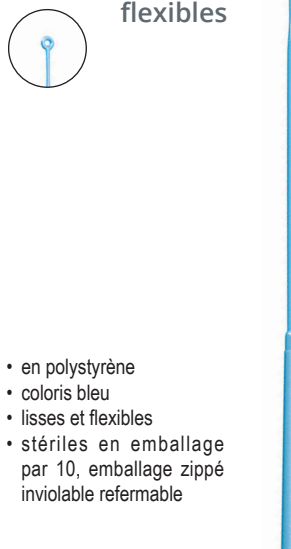 flexibles
• en polystyrène
• coloris bleu
• lisses et flexibles
• stériles en emballage
par 10, emballage zippé
inviolable refermable